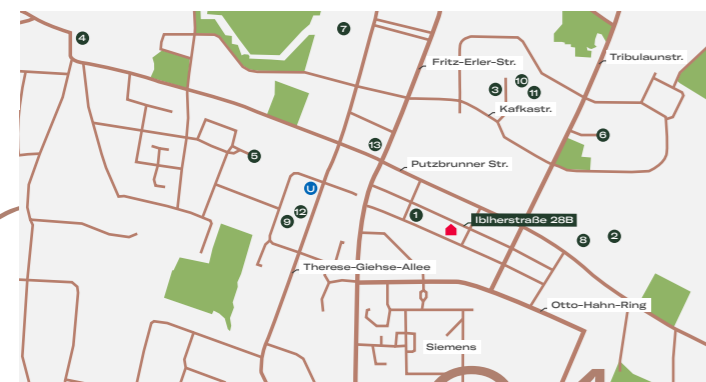 7
4
Fritz-Erler-Str.
Tribulaunstr.
10
3
11
Kafkastr.
6
13
5
Putzbrunner Str.
U
12
9
1
Iblherstraße 28B
8
2
Therese-Giehse-Allee
Otto-Hahn-Ring
Siemens